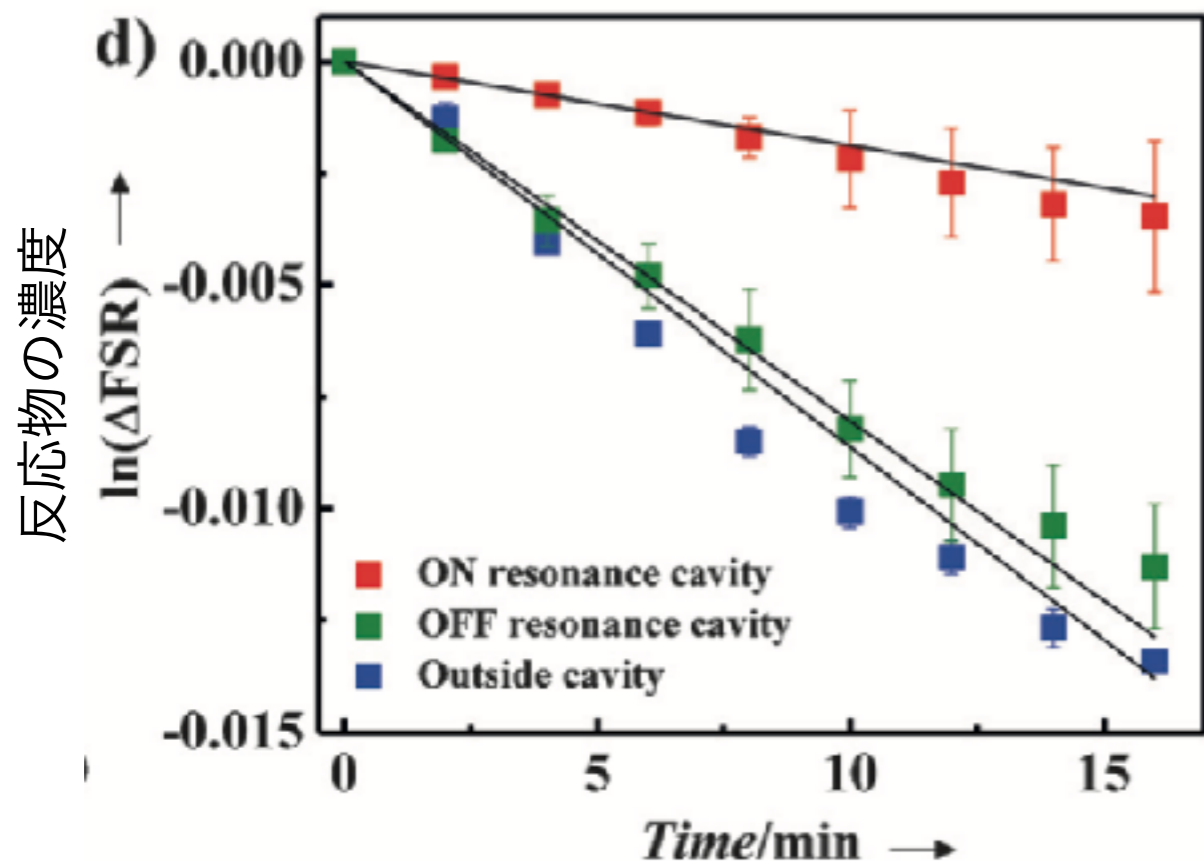 d)
反応物の濃度
ln(ΔFSR) →
0.000
-0.005
-0.010
-0.015
ON resonance cavity
OFF resonance cavity
Outside cavity
0 5 10 15
Time/min →